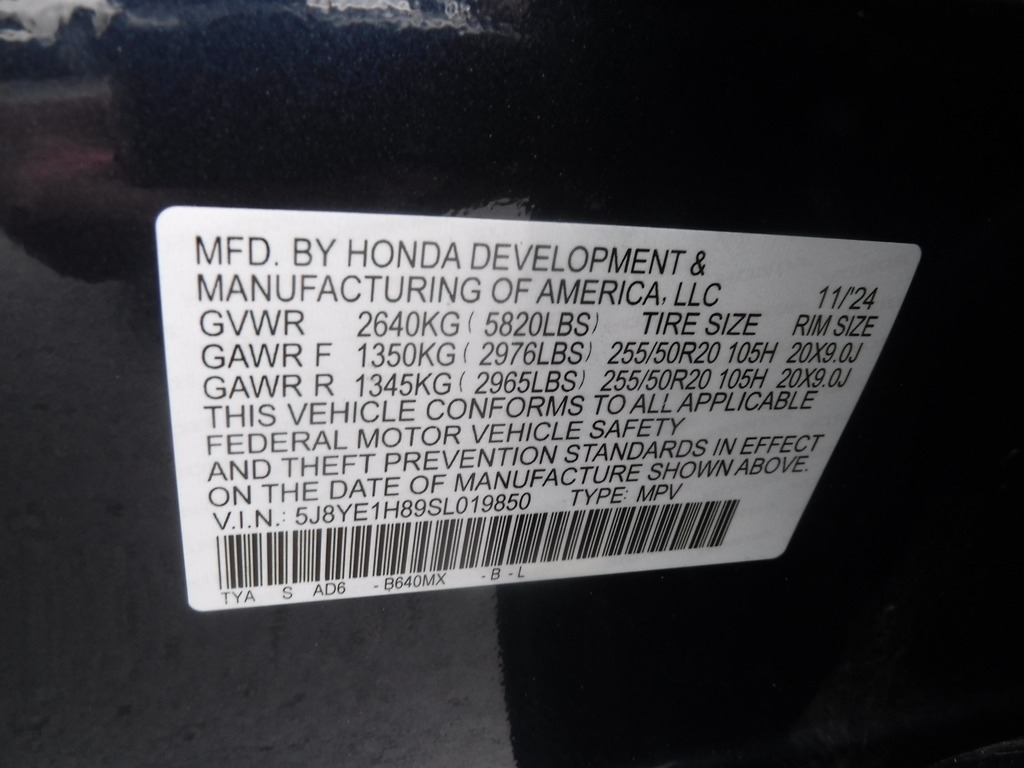 MFD. BY HONDA DEVELOPMENT &
MANUFACTURING OF AMERICA, LLC 11/'24
GVWR 2640KG ( 5820LBS) TIRE SIZE RIM SIZE
GAWR F 1350KG ( 2976LBS) 255/50R20 105H 20X9.0J
GAWR R 1345KG ( 2965LBS) 255/50R20 105H 20X9.0J
THIS VEHICLE CONFORMS TO ALL APPLICABLE
FEDERAL MOTOR VEHICLE SAFETY
AND THEFT PREVENTION STANDARDS IN EFFECT
ON THE DATE OF MANUFACTURE SHOWN ABOVE.
V.I.N.: 5J8YE1H89SL019850 TYPE: MPV
TYA S AD6 - B640MX - B - L